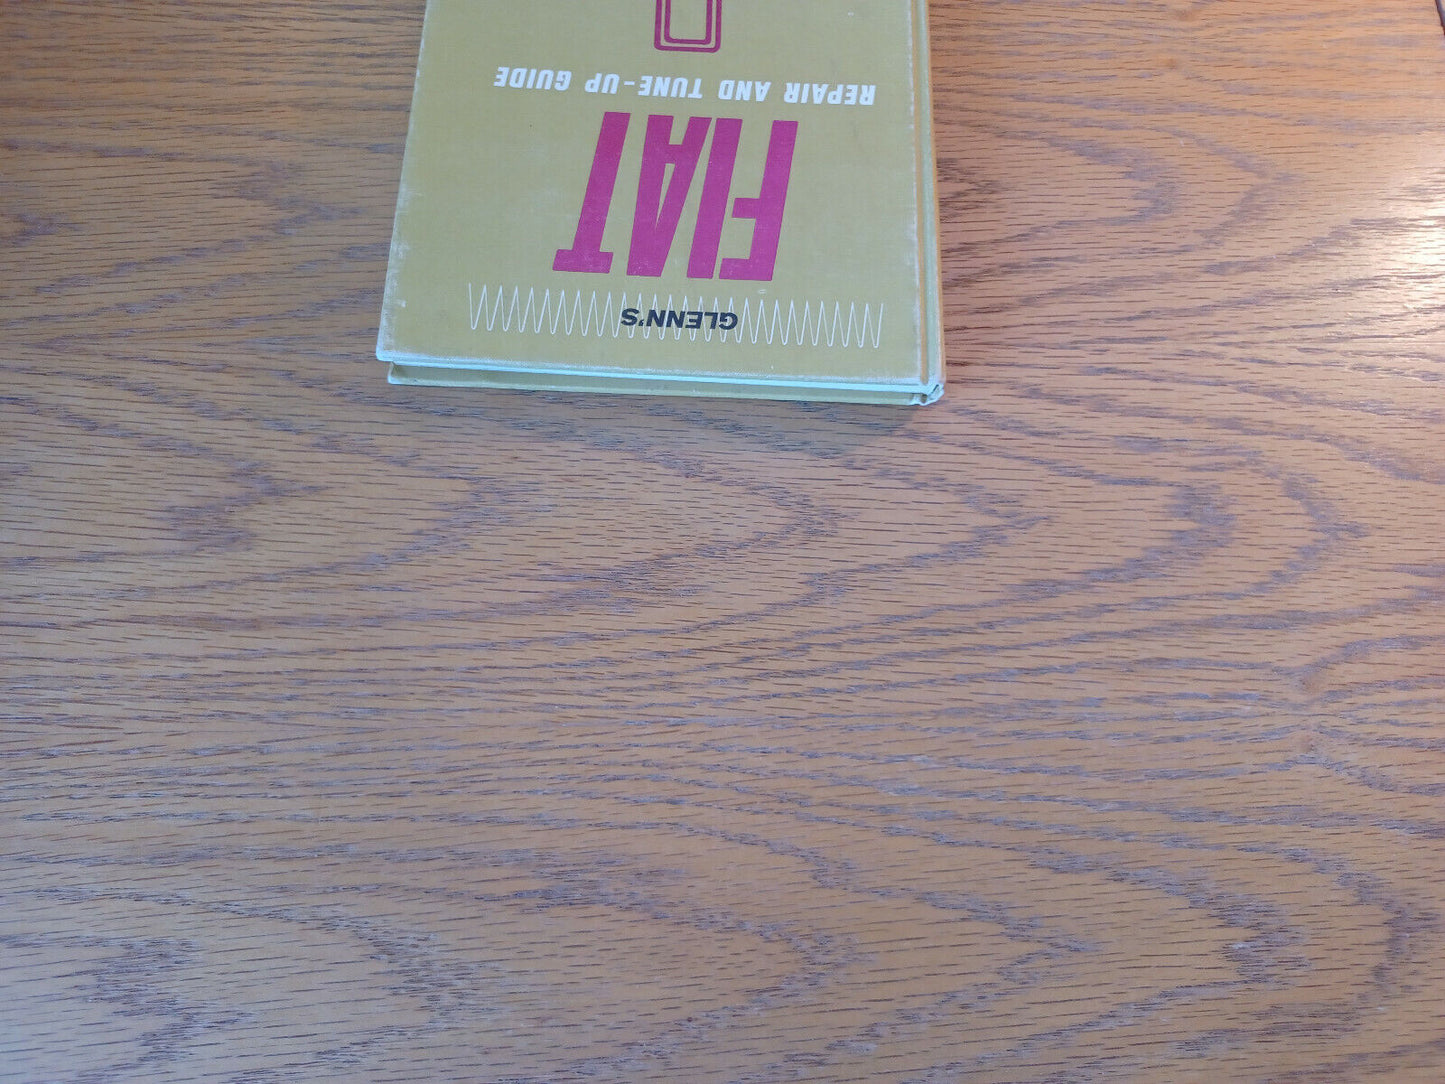 GLENN'S
FIAT
REPAIR AND TUNE-UP GUIDE